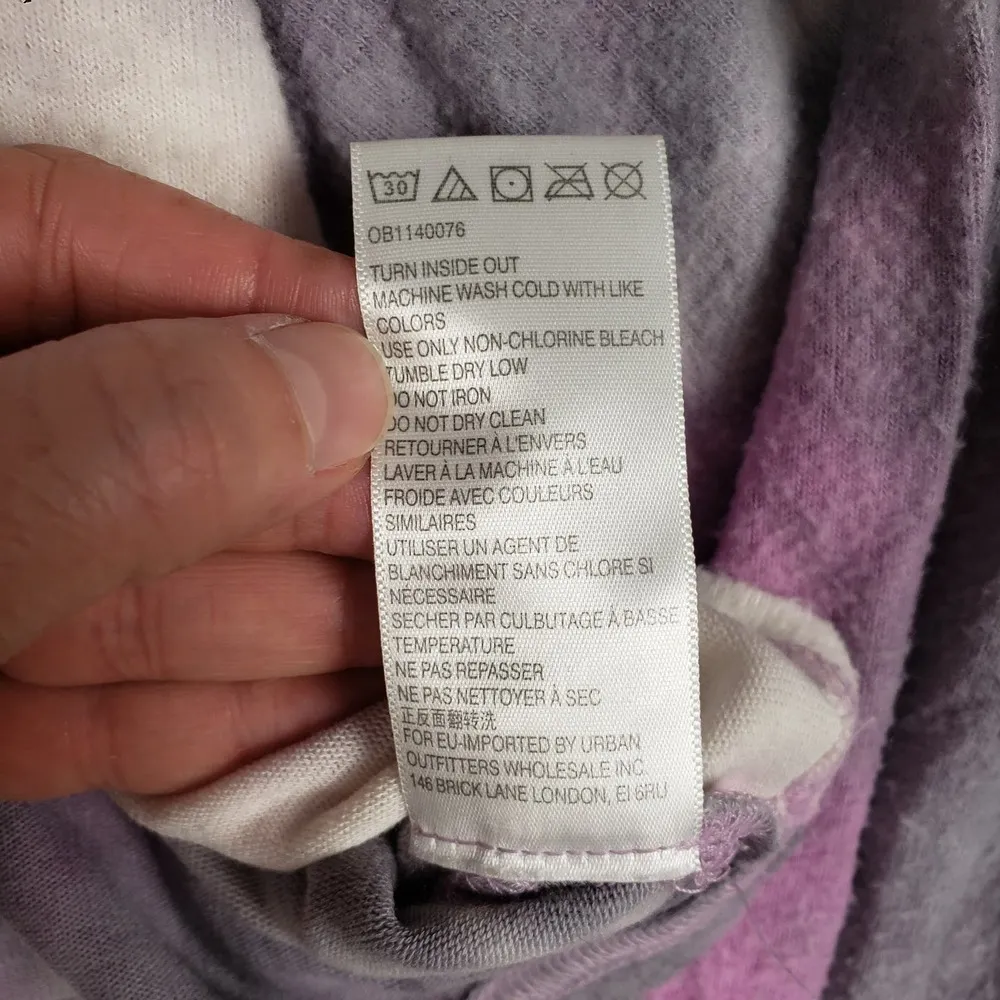 30
OB1140076
TURN INSIDE OUT
MACHINE WASH COLD WITH LIKE
COLORS
USE ONLY NON-CHLORINE BLEACH
TUMBLE DRY LOW
DO NOT IRON
DO NOT DRY CLEAN
RETOURNER À L'ENVERS
LAVER À LA MACHINE À L'EAU
FROIDE AVEC COULEURS
SIMILAIRES
UTILISER UN AGENT DE
BLANCHIMENT SANS CHLORE SI
NÉCESSAIRE
SECHER PAR CULBUTAGE À BASSE
TEMPERATURE
NE PAS REPASSER
NE PAS NETTOYER À SEC
正反面翻转洗
FOR EU-IMPORTED BY URBAN
OUTFITTERS WHOLESALE INC.
146 BRICK LANE LONDON, EI 6RU